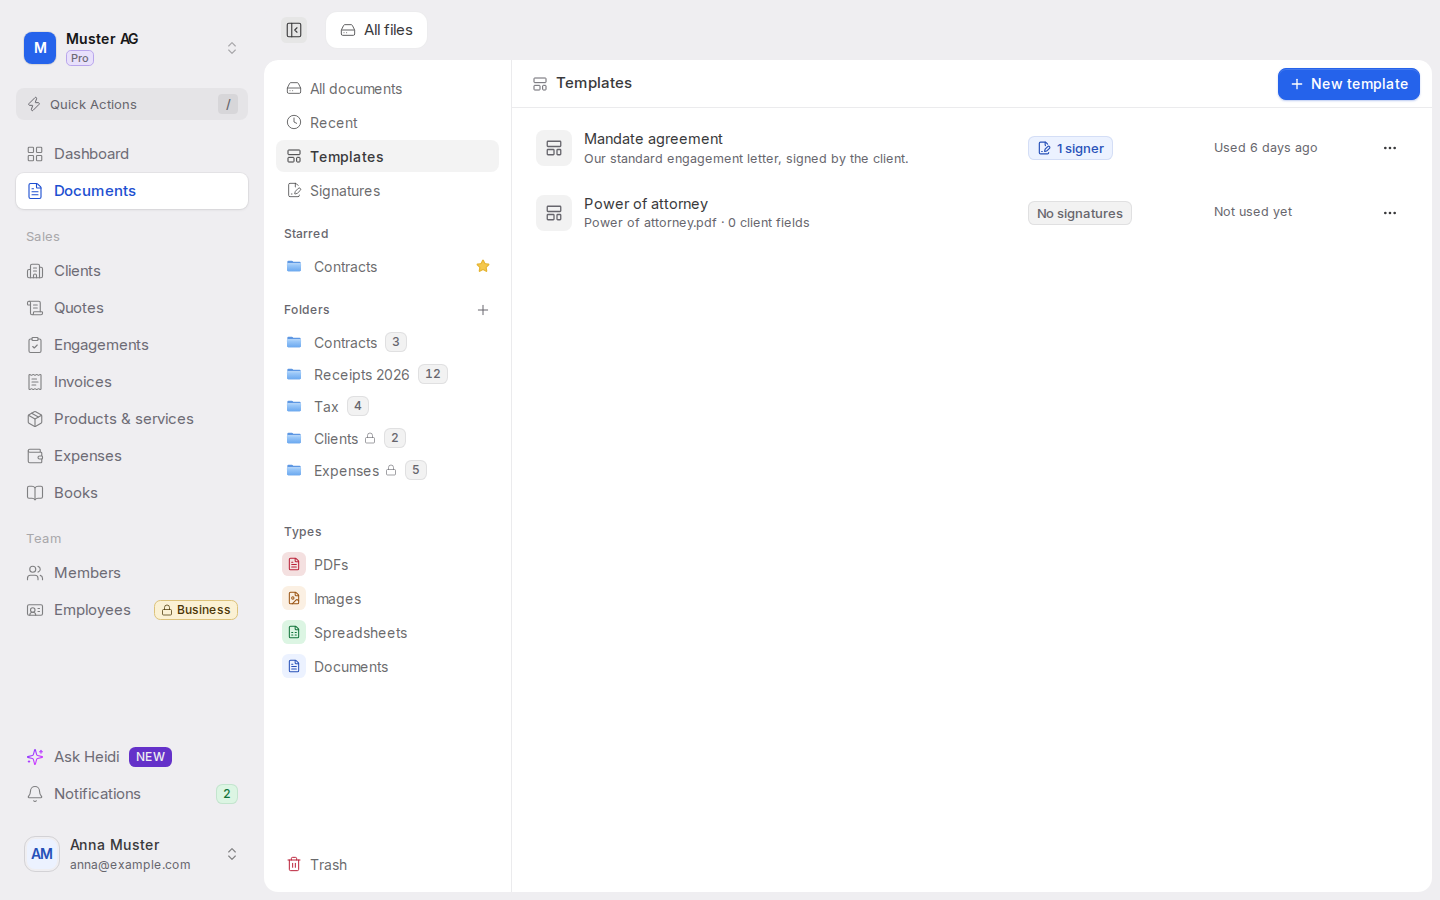 Muster AG
Pro
Quick Actions /
Dashboard
Documents
Sales
Clients
Quotes
Engagements
Invoices
Products & services
Expenses
Books
Team
Members
Employees Business
Ask Heidi NEW
Notifications 2
AM
Anna Muster
anna@example.com
M
All files
All documents
Recent
Templates
Signatures
Starred
Contracts
Folders
Contracts 3
Receipts 2026 12
Tax 4
Clients 2
Expenses 5
Types
PDFs
Images
Spreadsheets
Documents
Trash
Templates
New template
Mandate agreement
Our standard engagement letter, signed by the client.
1 signer
Used 6 days ago
Power of attorney
Power of attorney.pdf · 0 client fields
No signatures
Not used yet